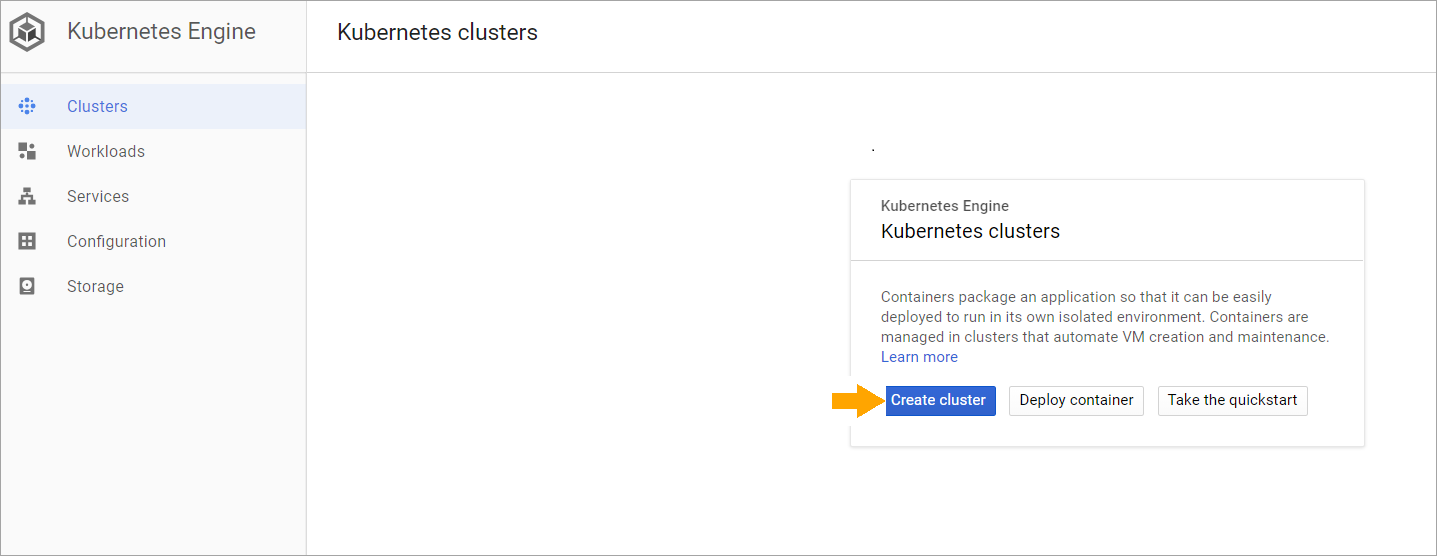 Kubernetes Engine
Kubernetes clusters
Clusters
Workloads
Services
Configuration
Storage
.
Kubernetes Engine
Kubernetes clusters
Containers package an application so that it can be easily
deployed to run in its own isolated environment. Containers are
managed in clusters that automate VM creation and maintenance.
Learn more
Create cluster Deploy container Take the quickstart